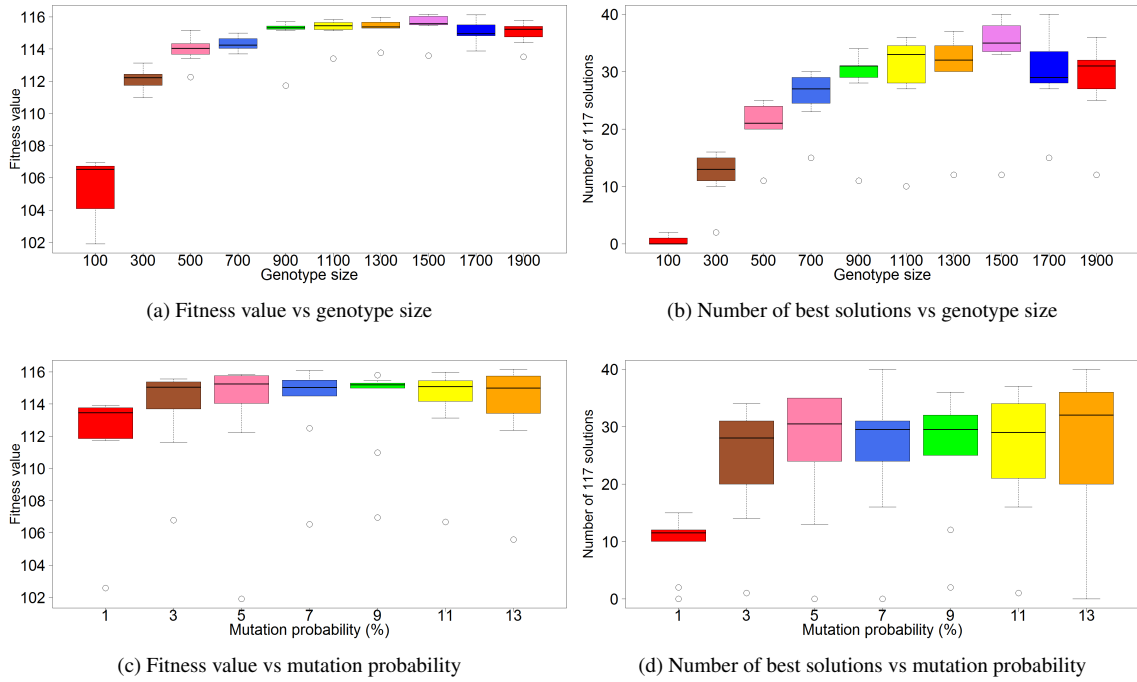 Fitness value
116
114
112
110
108
106
104
102
100 300 500 700 900 1100 1300 1500 1700 1900
Genotype size
(a) Fitness value vs genotype size
Number of 117 solutions
40
30
20
10
0
100 300 500 700 900 1100 1300 1500 1700 1900
Genotype size
(b) Number of best solutions vs genotype size
Fitness value
116
114
112
110
108
106
104
102
1 3 5 7 9 11 13
Mutation probability (%)
(c) Fitness value vs mutation probability
Number of 117 solutions
40
30
20
10
0
1 3 5 7 9 11 13
Mutation probability (%)
(d) Number of best solutions vs mutation probability